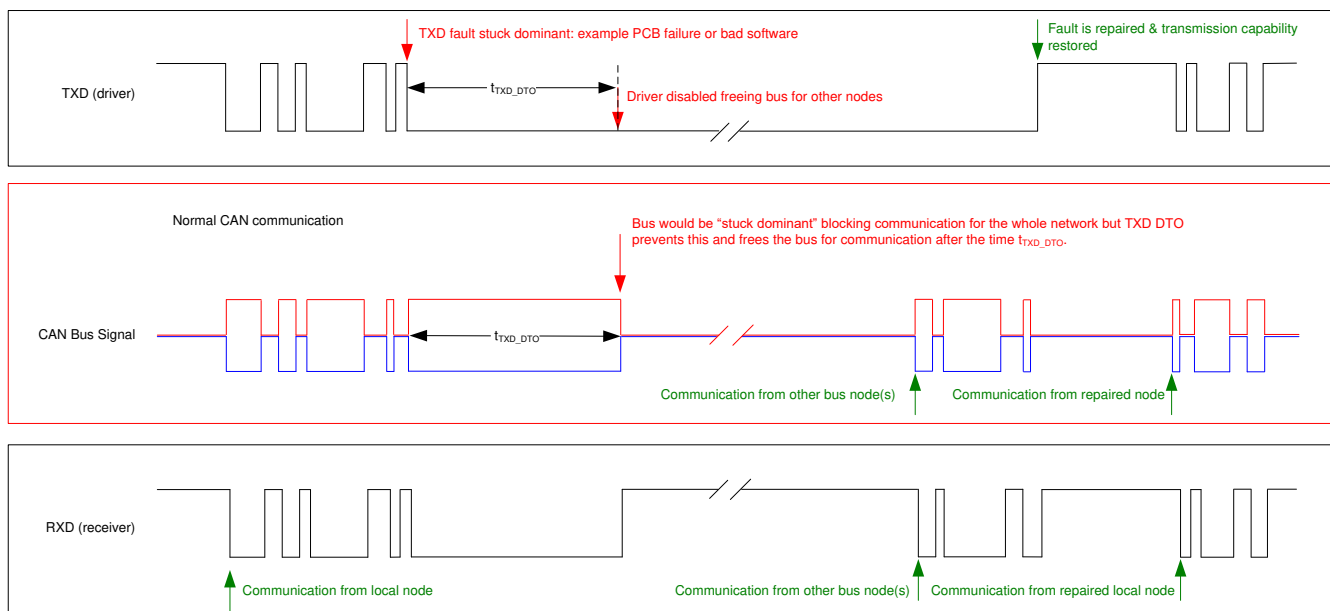 TXD fault stuck dominant: example PCB failure or bad software
Fault is repaired & transmission capability
restored
TXD (driver)
tTXD_DTO
Driver disabled freeing bus for other nodes
Normal CAN communication
Bus would be “stuck dominant” blocking communication for the whole network but TXD DTO
prevents this and frees the bus for communication after the time tTXD_DTO.
CAN Bus Signal
tTXD_DTO
Communication from other bus node(s)
Communication from repaired node
RXD (receiver)
Communication from local node
Communication from other bus node(s)
Communication from repaired local node